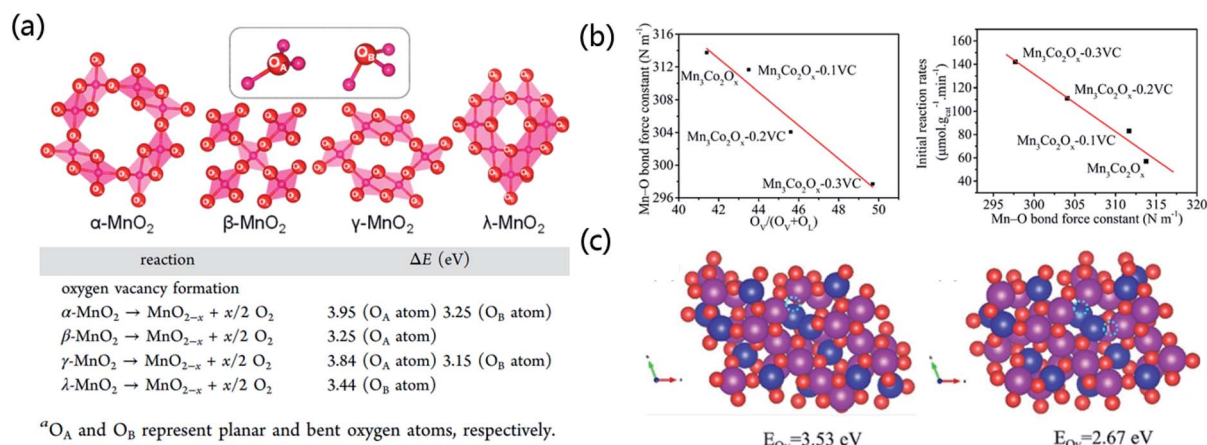 (a)
O_A O_B
α-MnO₂ β-MnO₂ γ-MnO₂ λ-MnO₂
reaction ΔE (eV)
oxygen vacancy formation
α-MnO₂ → MnO₂₋ₓ + x/2 O₂ 3.95 (O_A atom) 3.25 (O_B atom)
β-MnO₂ → MnO₂₋ₓ + x/2 O₂ 3.25 (O_A atom)
γ-MnO₂ → MnO₂₋ₓ + x/2 O₂ 3.84 (O_A atom) 3.15 (O_B atom)
λ-MnO₂ → MnO₂₋ₓ + x/2 O₂ 3.44 (O_B atom)
ᵃO_A and O_B represent planar and bent oxygen atoms, respectively.
(b)
Mn–O bond force constant (N m⁻¹)
316
312
308
304
300
296
Mn₃Co₂Oₓ
Mn₃Co₂Oₓ-0.1VC
Mn₃Co₂Oₓ-0.2VC
Mn₃Co₂Oₓ-0.3VC
40 42 44 46 48 50
O_V/(O_V+O_L)
Initial reaction rates
(μmol.g_cat⁻¹.min⁻¹)
160
140
120
100
80
60
40
Mn₃Co₂Oₓ-0.3VC
Mn₃Co₂Oₓ-0.2VC
Mn₃Co₂Oₓ-0.1VC
Mn₃Co₂Oₓ
295 300 305 310 315 320
Mn–O bond force constant (N m⁻¹)
(c)
E_Ov=3.53 eV
E_Ov=2.67 eV